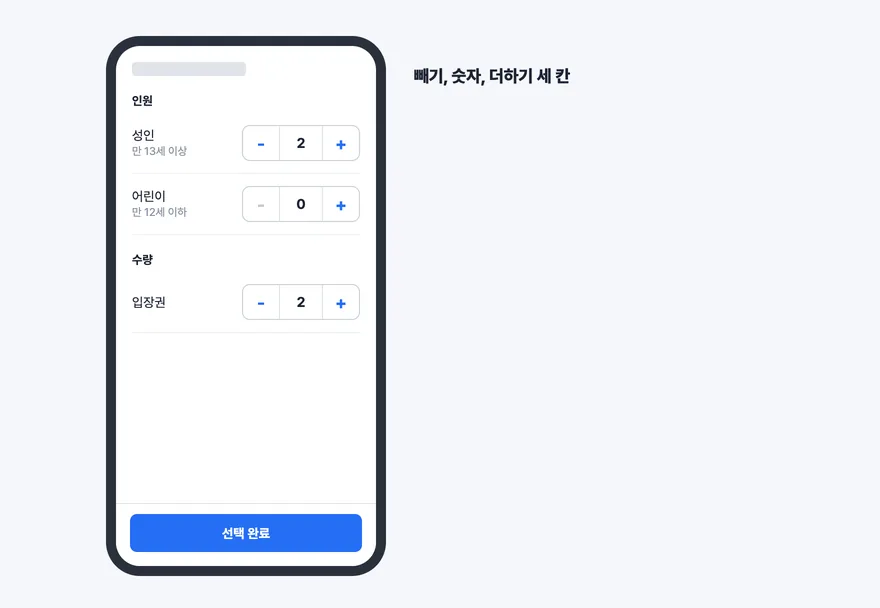 빼기, 숫자, 더하기 세 칸
인원
성인
만 13세 이상
- 2 +
어린이
만 12세 이하
- 0 +
수량
입장권
- 2 +
선택 완료